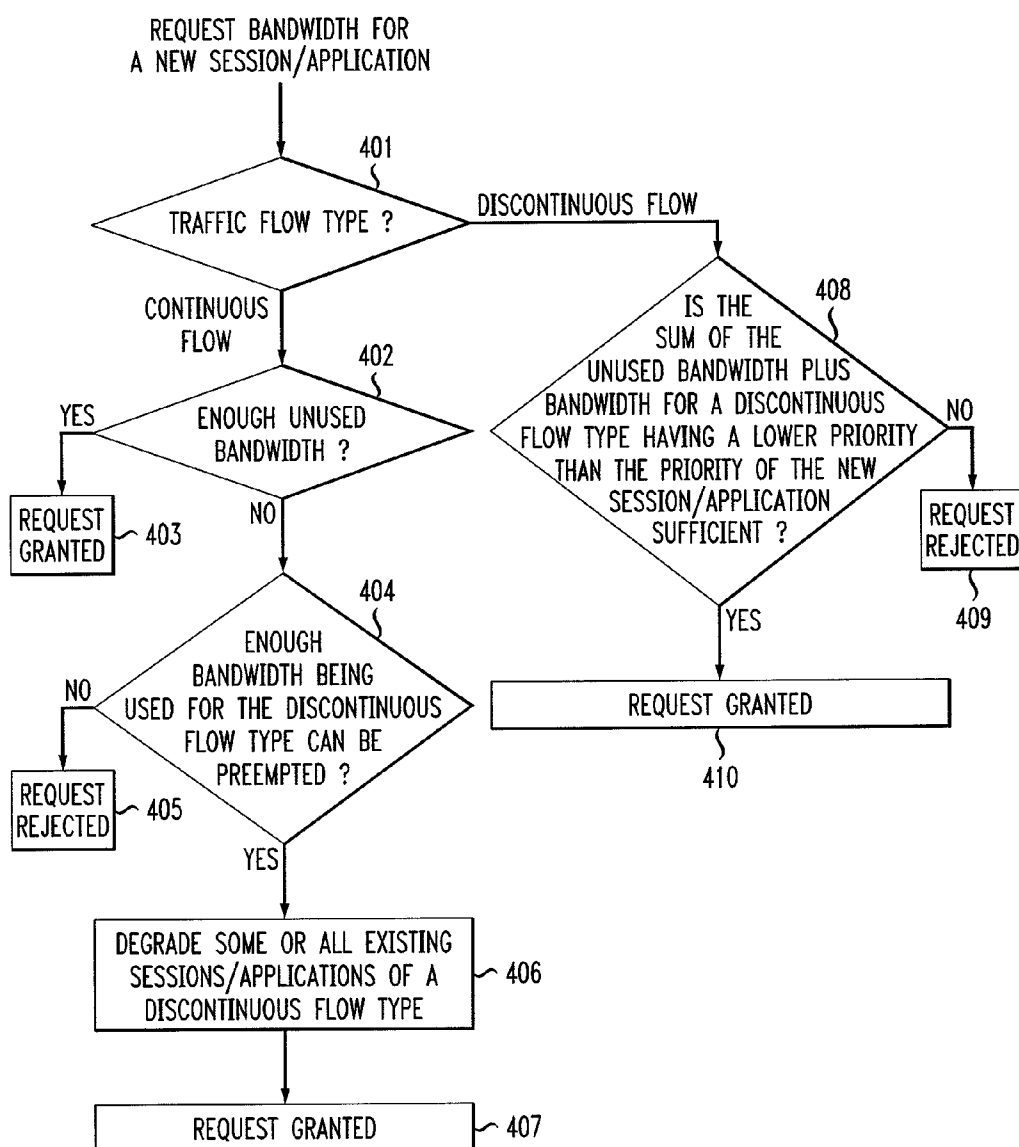 REQUEST BANDWIDTH FOR
A NEW SESSION/APPLICATION
401
TRAFFIC FLOW TYPE ?
DISCONTINUOUS FLOW
CONTINUOUS
FLOW
402
YES
ENOUGH UNUSED
BANDWIDTH ?
REQUEST
GRANTED
403
NO
404
ENOUGH
BANDWIDTH BEING
USED FOR THE DISCONTINUOUS
FLOW TYPE CAN BE
PREEMPTED ?
NO
REQUEST
REJECTED
405
YES
DEGRADE SOME OR ALL EXISTING
SESSIONS/APPLICATIONS OF A
DISCONTINUOUS FLOW TYPE
406
REQUEST GRANTED
407
408
IS THE
SUM OF THE
UNUSED BANDWIDTH PLUS
BANDWIDTH FOR A DISCONTINUOUS
FLOW TYPE HAVING A LOWER PRIORITY
THAN THE PRIORITY OF THE NEW
SESSION/APPLICATION
SUFFICIENT ?
NO
REQUEST
REJECTED
409
YES
REQUEST GRANTED
410